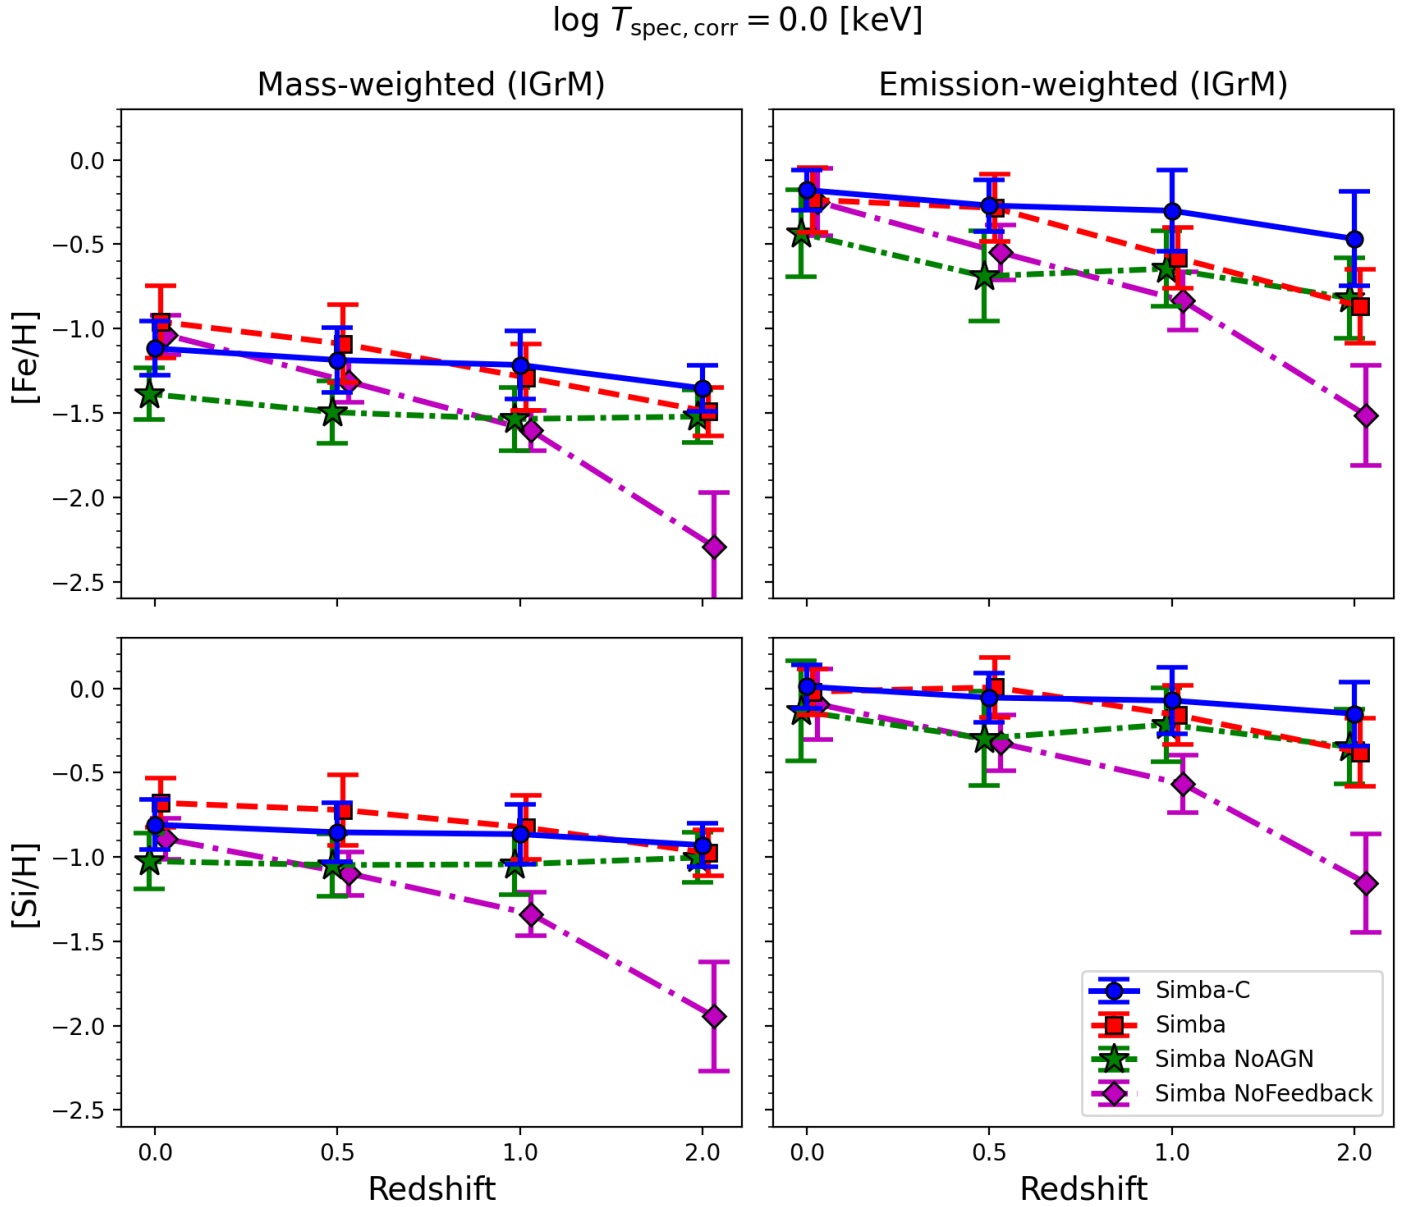 log T_spec, corr = 0.0 [keV]
Mass-weighted (IGrM)
Emission-weighted (IGrM)
[Fe/H]
0.0
−0.5
−1.0
−1.5
−2.0
−2.5
[Si/H]
0.0
−0.5
−1.0
−1.5
−2.0
−2.5
Simba-C
Simba
Simba NoAGN
Simba NoFeedback
0.0 0.5 1.0 2.0
0.0 0.5 1.0 2.0
Redshift
Redshift